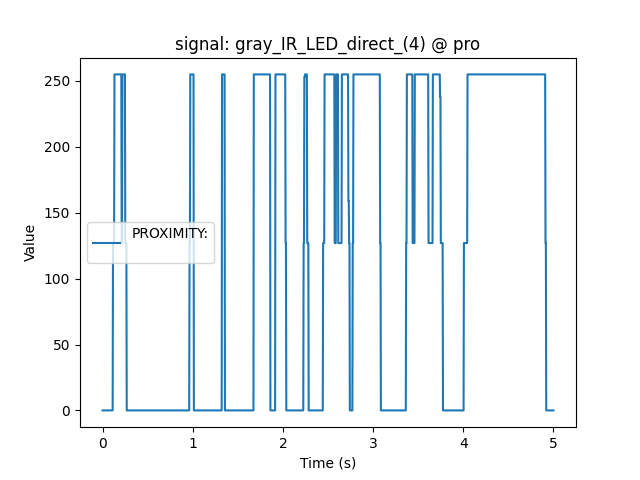 signal: gray_IR_LED_direct_(4) @ pro
250
200
150
100
50
0
Value
PROXIMITY:
0 1 2 3 4 5
Time (s)